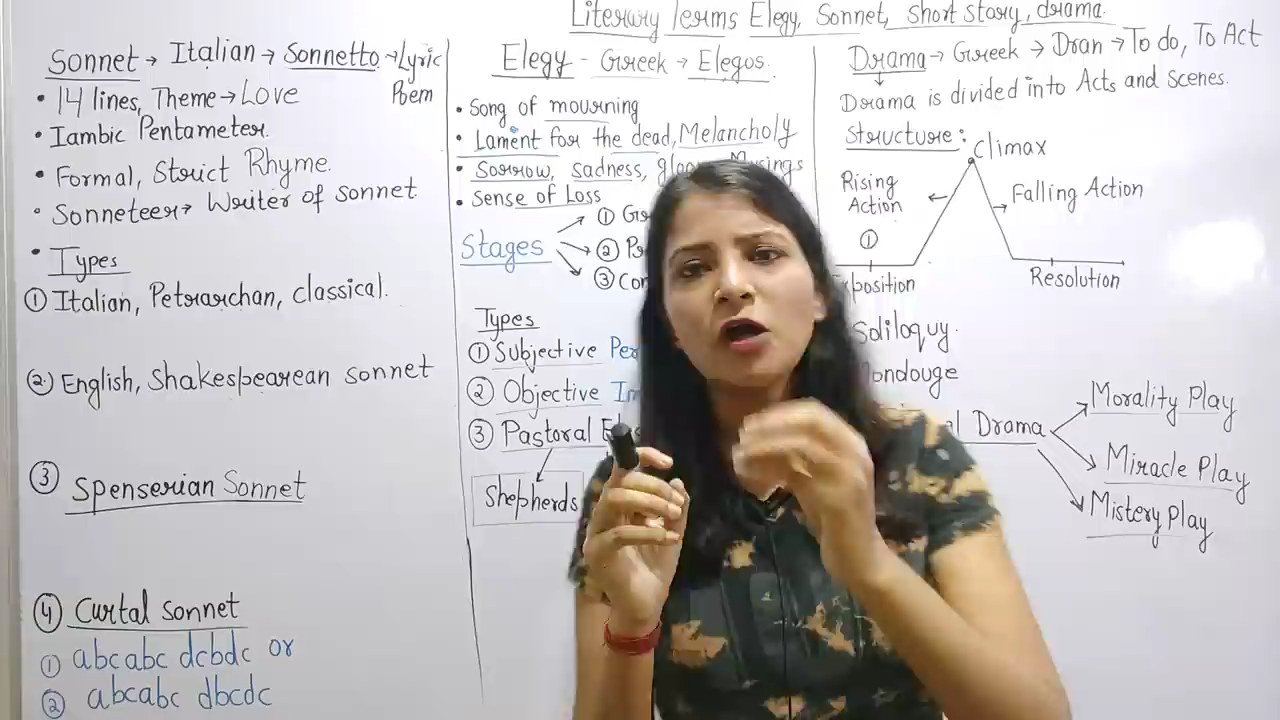 Literary Terms Elegy, Sonnet, short story, drama.
Sonnet → Italian → Sonnetto → Lyric Poem
• 14 lines, Theme → Love
• Iambic Pentameter.
• Formal, Strict Rhyme.
• Sonneteer → Writer of sonnet
• Types
① Italian, Petrarchan, classical.
② English, Shakespearean sonnet
③ Spenserian Sonnet
④ Curtal sonnet
① abcabc dcbdc or
② abcabc dbcdc
Elegy - Greek → Elegos.
• Song of mourning
• Lament for the dead, Melancholy
• Sorrow, sadness, Musings
• Sense of Loss
Stages
①
②
③
Types
① Subjective
② Objective
③ Pastoral
Shepherds
Drama → Greek → Dran → To do, To Act
Drama is divided into Acts and Scenes.
Structure:
Climax
Rising Action
Falling Action
①
Resolution
Soliloquy.
Drama
Morality Play
Miracle Play
Mistery Play